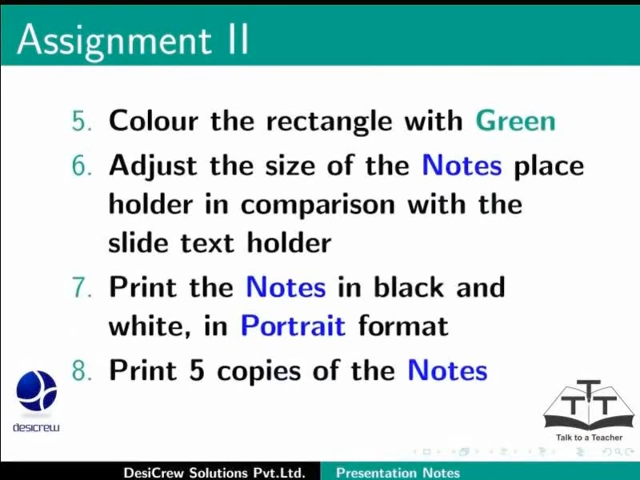 Assignment II
5. Colour the rectangle with Green
6. Adjust the size of the Notes place
holder in comparison with the
slide text holder
7. Print the Notes in black and
white, in Portrait format
8. Print 5 copies of the Notes
desicrew
TTT
Talk to a Teacher
DesiCrew Solutions Pvt.Ltd. Presentation Notes